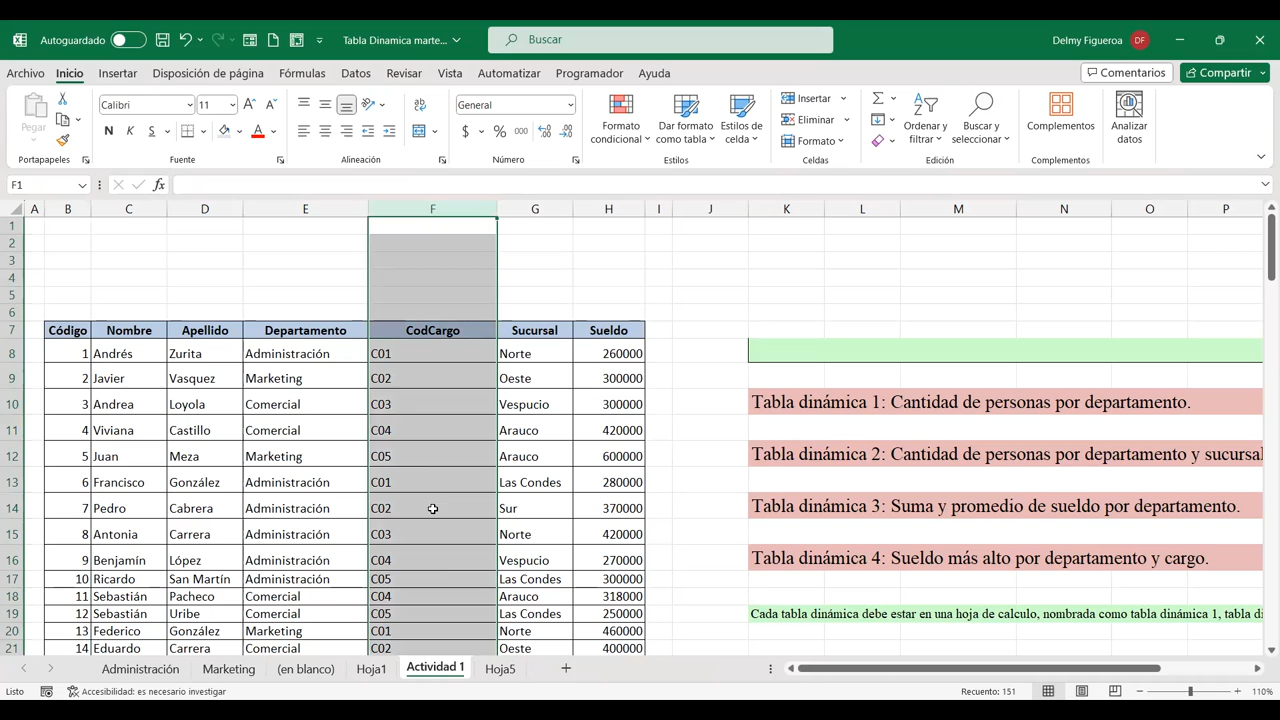 Autoguardado
Tabla Dinamica marte...
Buscar
Delmy Figueroa
DF
Archivo Inicio Insertar Disposición de página Fórmulas Datos Revisar Vista Automatizar Programador Ayuda
Comentarios
Compartir
Pegar
Portapapeles
Calibri 11
N K S
Fuente
Alineación
General
$ % 000
Número
Formato condicional
Dar formato como tabla
Estilos de celda
Estilos
Insertar
Eliminar
Formato
Celdas
Ordenar y filtrar
Buscar y seleccionar
Edición
Complementos
Complementos
Analizar datos
F1
fx
A B C D E F G H I J K L M N O P
1
2
3
4
5
6
7 Código Nombre Apellido Departamento CodCargo Sucursal Sueldo
8 1 Andrés Zurita Administración C01 Norte 260000
9 2 Javier Vasquez Marketing C02 Oeste 300000
10 3 Andrea Loyola Comercial C03 Vespucio 300000 Tabla dinámica 1: Cantidad de personas por departamento.
11 4 Viviana Castillo Comercial C04 Arauco 420000
12 5 Juan Meza Marketing C05 Arauco 600000 Tabla dinámica 2: Cantidad de personas por departamento y sucursal
13 6 Francisco González Administración C01 Las Condes 280000
14 7 Pedro Cabrera Administración C02 Sur 370000 Tabla dinámica 3: Suma y promedio de sueldo por departamento.
15 8 Antonia Carrera Administración C03 Norte 420000
16 9 Benjamín López Administración C04 Vespucio 270000 Tabla dinámica 4: Sueldo más alto por departamento y cargo.
17 10 Ricardo San Martín Administración C05 Las Condes 300000
18 11 Sebastián Pacheco Comercial C04 Arauco 318000
19 12 Sebastián Uribe Comercial C05 Las Condes 250000 Cada tabla dinámica debe estar en una hoja de calculo, nombrada como tabla dinámica 1, tabla di
20 13 Federico González Marketing C01 Norte 460000
21 14 Eduardo Carrera Comercial C02 Oeste 400000
Administración Marketing (en blanco) Hoja1 Actividad 1 Hoja5
Listo
Accesibilidad: es necesario investigar
Recuento: 151
110%